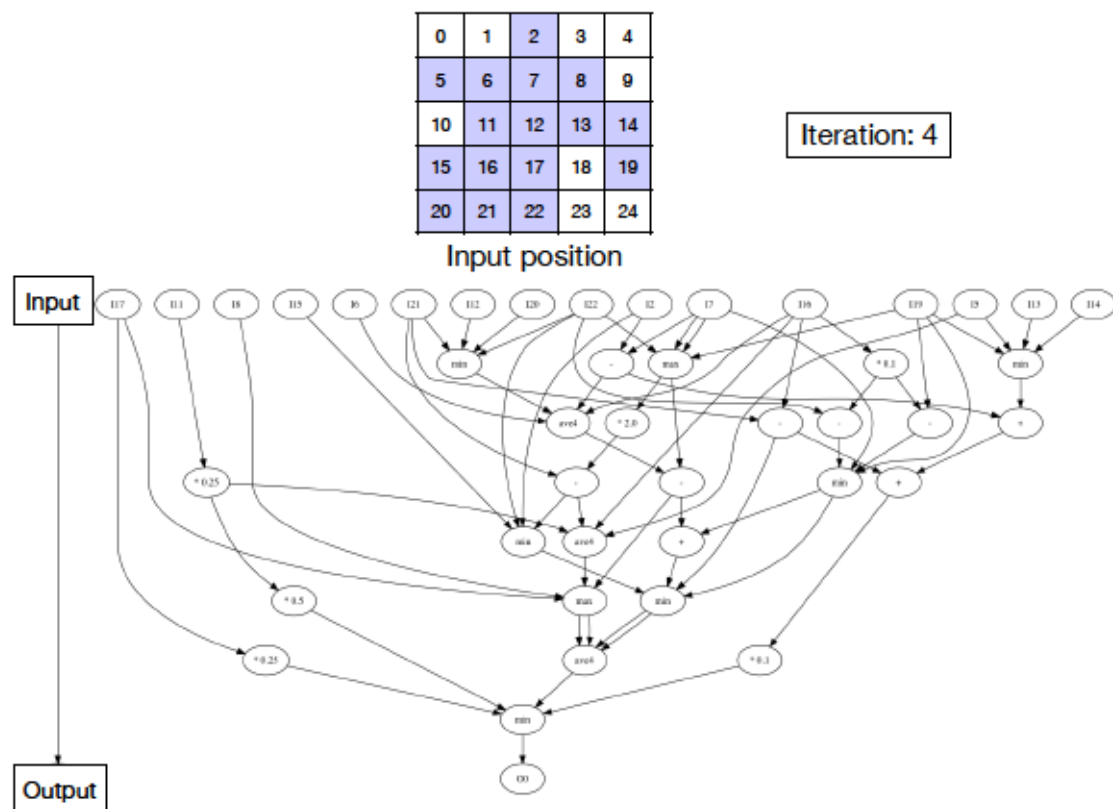 0 1 2 3 4
5 6 7 8 9
10 11 12 13 14
15 16 17 18 19
20 21 22 23 24
Iteration: 4
Input position
Input
I17 I11 I8 I15 I6 I21 I12 I20 I22 I2 I7 I16 I19 I5 I13 I14
min - max * 0.1 min
ave4 * 2.0 - - - +
* 0.25 - - min +
min ave4 +
* 0.5 max min
* 0.25 ave4 * 0.1
min
O0
Output